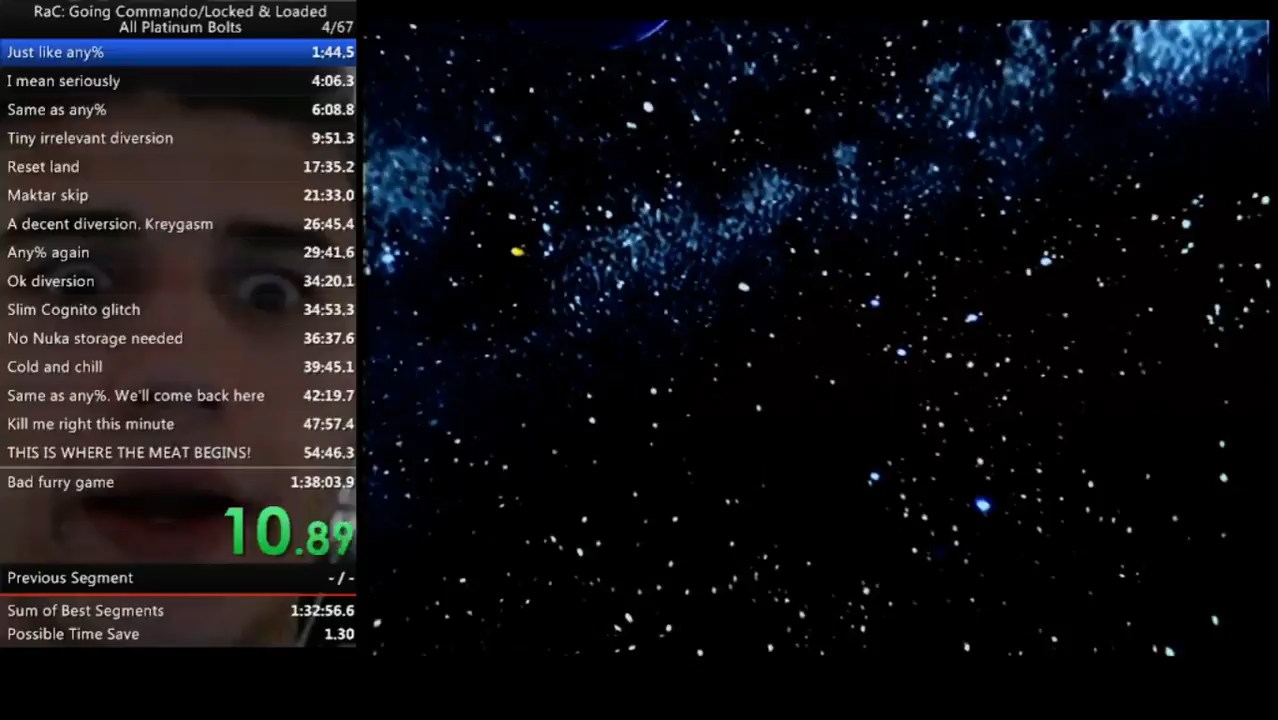 RaC: Going Commando/Locked & Loaded
All Platinum Bolts 4/67
Just like any% 1:44.5
I mean seriously 4:06.3
Same as any% 6:08.8
Tiny irrelevant diversion 9:51.3
Reset land 17:35.2
Maktar skip 21:33.0
A decent diversion. Kreygasm 26:45.4
Any% again 29:41.6
Ok diversion 34:20.1
Slim Cognito glitch 34:53.3
No Nuka storage needed 36:37.6
Cold and chill 39:45.1
Same as any%. We'll come back here 42:19.7
Kill me right this minute 47:57.4
THIS IS WHERE THE MEAT BEGINS! 54:46.3
Bad furry game 1:38:03.9
10.89
Previous Segment - / -
Sum of Best Segments 1:32:56.6
Possible Time Save 1.30